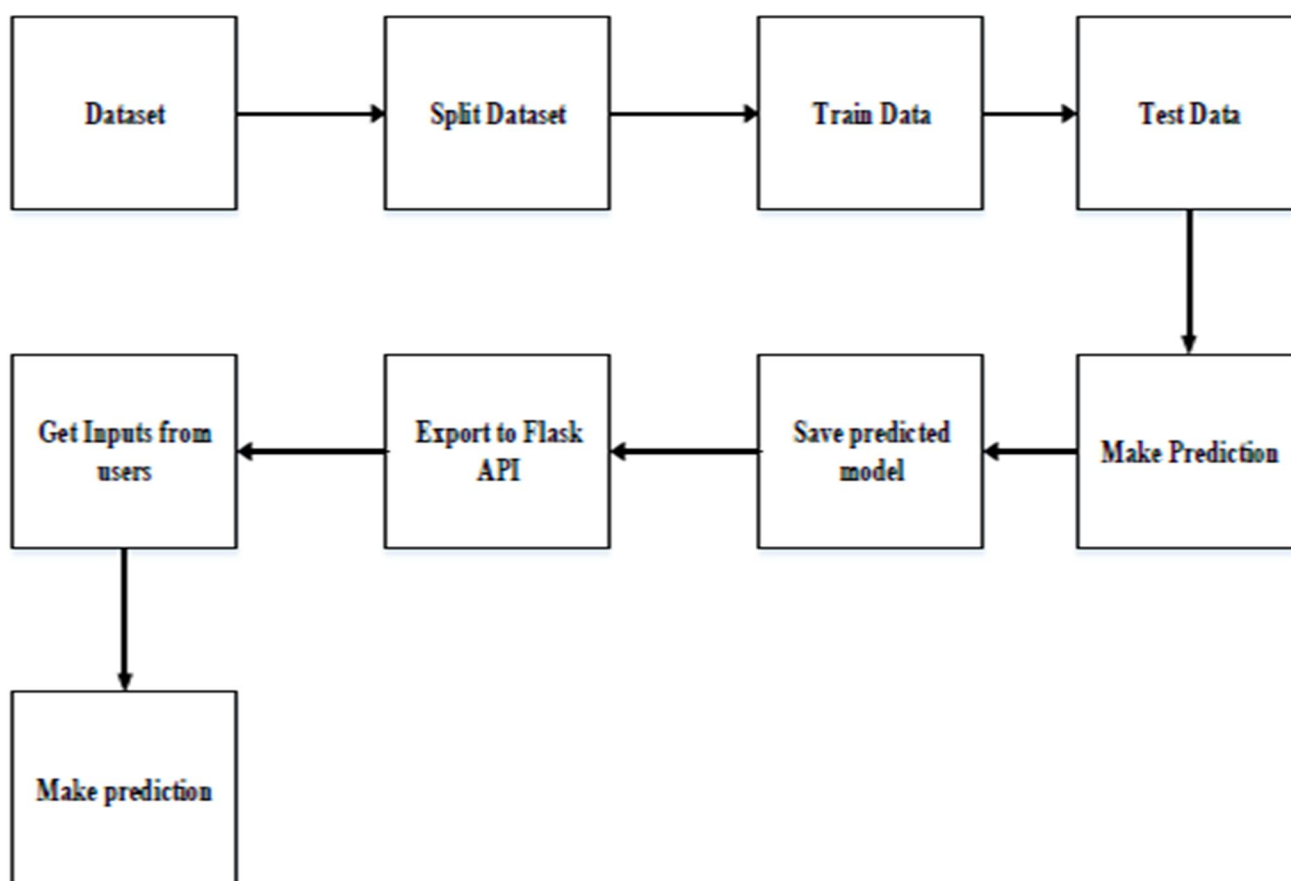 Dataset
Split Dataset
Train Data
Test Data
Get Inputs from
users
Export to Flask
API
Save predicted
model
Make Prediction
Make prediction